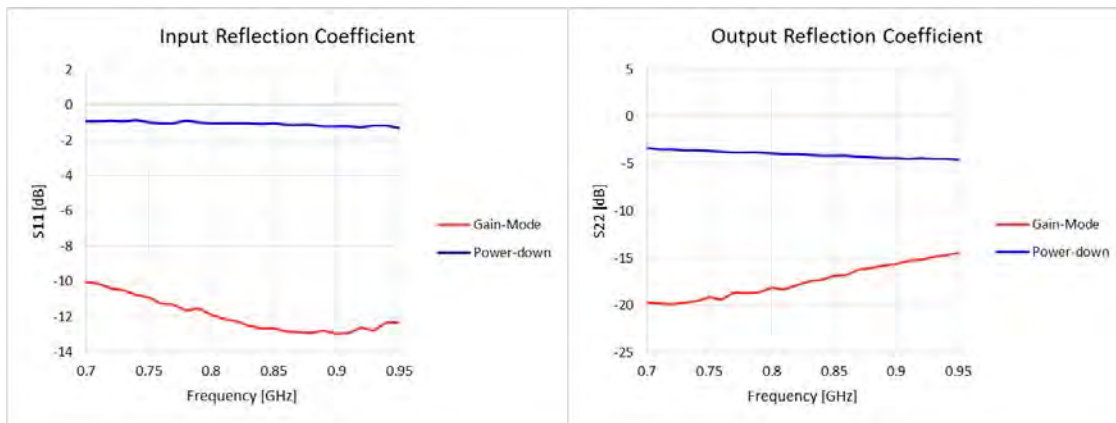 Input Reflection Coefficient
2
0
-2
-4
-6
-8
-10
-12
-14
S11 [dB]
0.7 0.75 0.8 0.85 0.9 0.95
Frequency [GHz]
Gain-Mode
Power-down
Output Reflection Coefficient
5
0
-5
-10
-15
-20
-25
S22 [dB]
0.7 0.75 0.8 0.85 0.9 0.95
Frequency [GHz]
Gain-Mode
Power-down